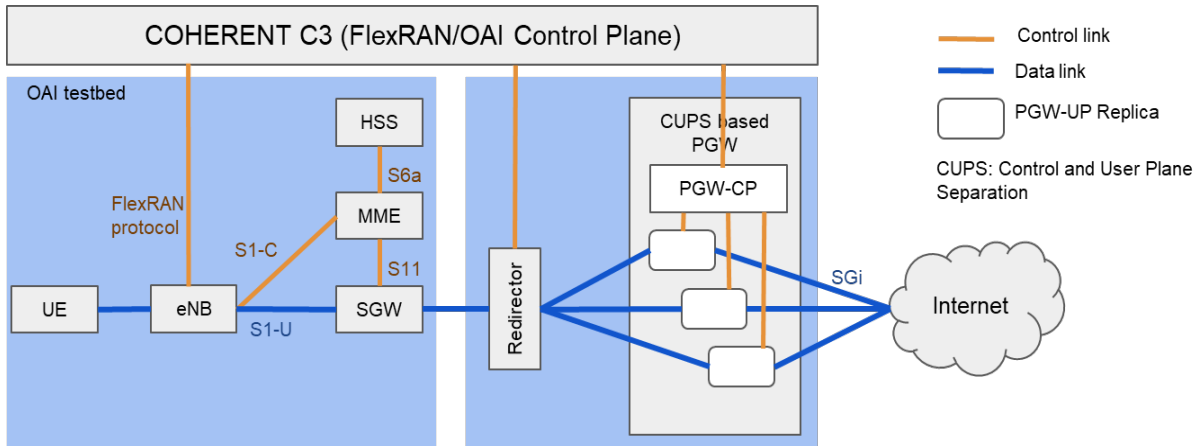 COHERENT C3 (FlexRAN/OAI Control Plane)
Control link
Data link
PGW-UP Replica
CUPS: Control and User Plane
Separation
OAI testbed
HSS
S6a
FlexRAN
protocol
MME
S1-C
S11
UE
eNB
S1-U
SGW
Redirector
CUPS based
PGW
PGW-CP
SGi
Internet